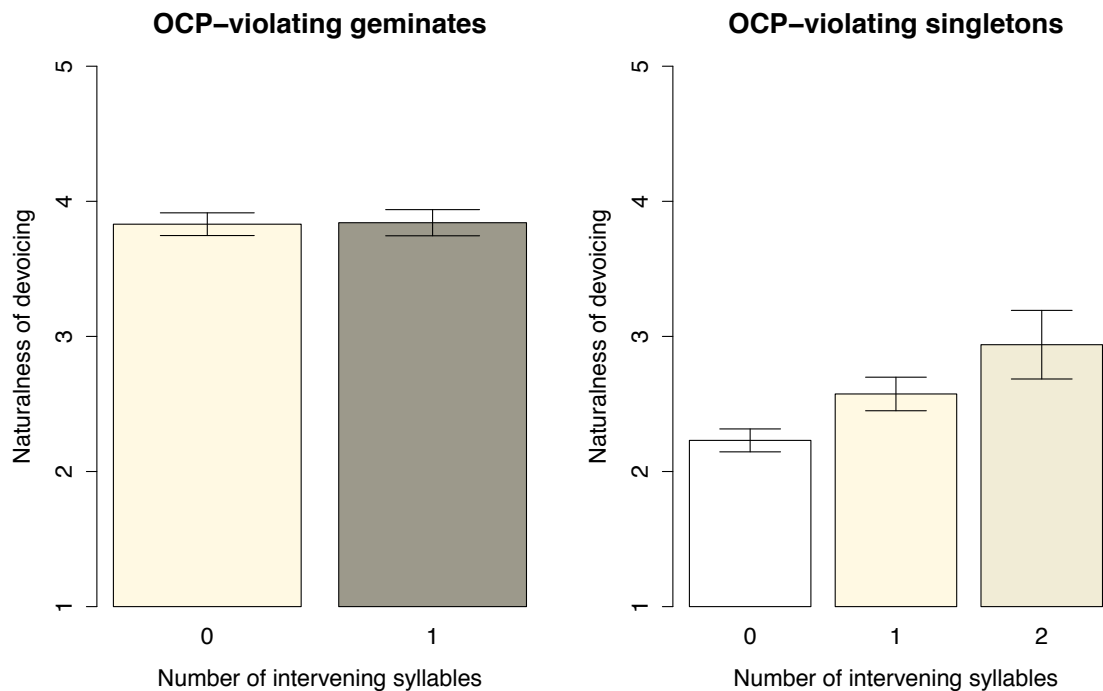 OCP−violating geminates
Naturalness of devoicing
5
4
3
2
1
0 1
Number of intervening syllables
OCP−violating singletons
Naturalness of devoicing
5
4
3
2
1
0 1 2
Number of intervening syllables